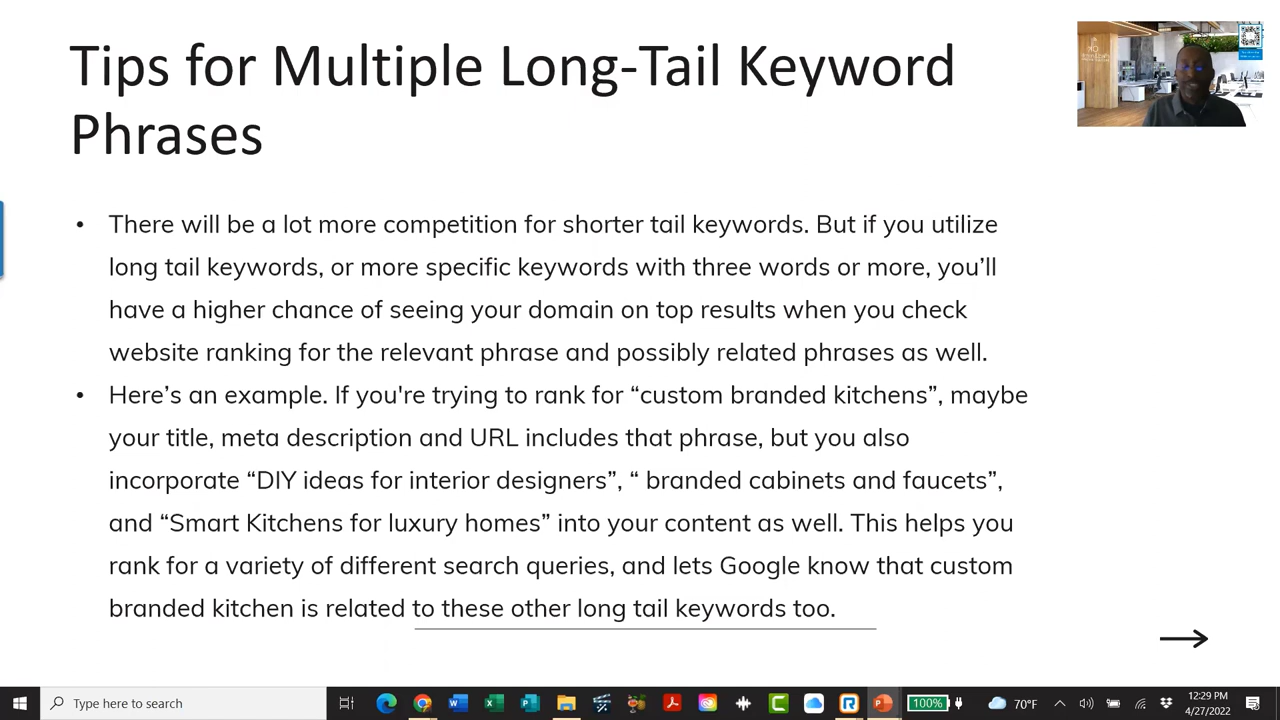 Tips for Multiple Long-Tail Keyword
Phrases
• There will be a lot more competition for shorter tail keywords. But if you utilize
long tail keywords, or more specific keywords with three words or more, you’ll
have a higher chance of seeing your domain on top results when you check
website ranking for the relevant phrase and possibly related phrases as well.
• Here’s an example. If you're trying to rank for “custom branded kitchens”, maybe
your title, meta description and URL includes that phrase, but you also
incorporate “DIY ideas for interior designers”, “ branded cabinets and faucets”,
and “Smart Kitchens for luxury homes” into your content as well. This helps you
rank for a variety of different search queries, and lets Google know that custom
branded kitchen is related to these other long tail keywords too.
Type here to search
100%
70°F
12:29 PM
4/27/2022